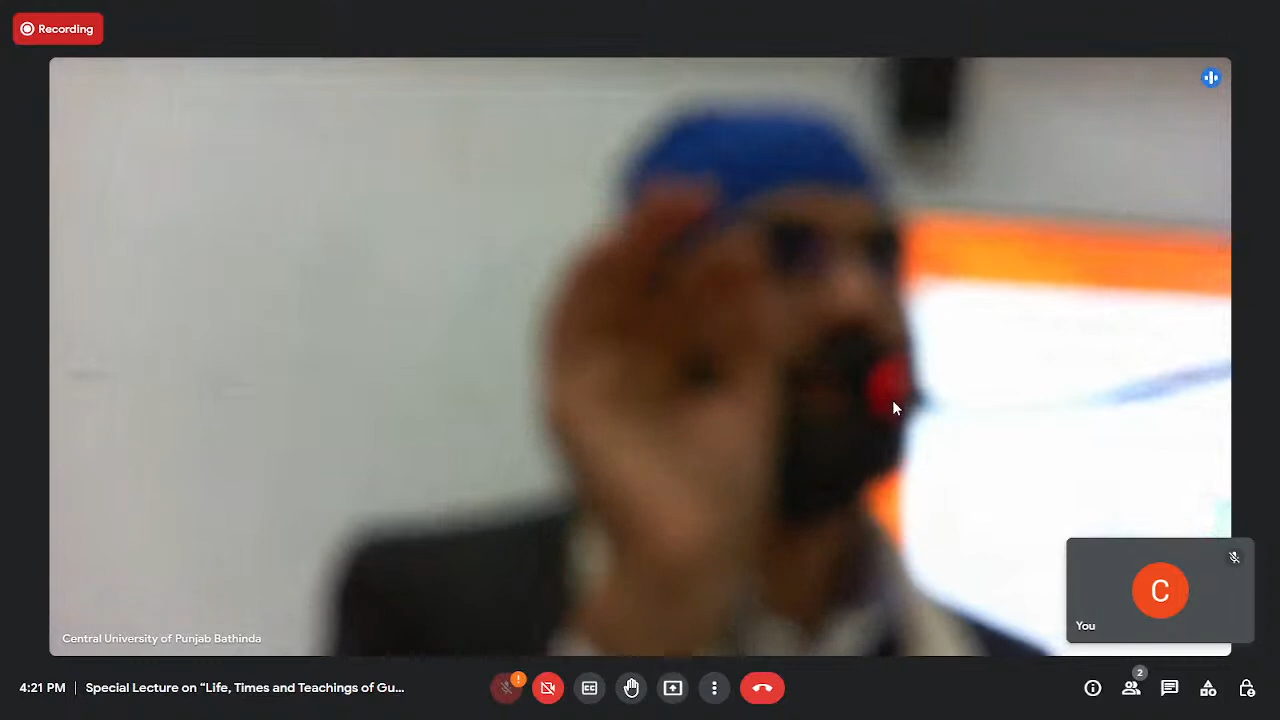 Recording
Central University of Punjab Bathinda
C
You
4:21 PM | Special Lecture on “Life, Times and Teachings of Gu...
!
CC
2